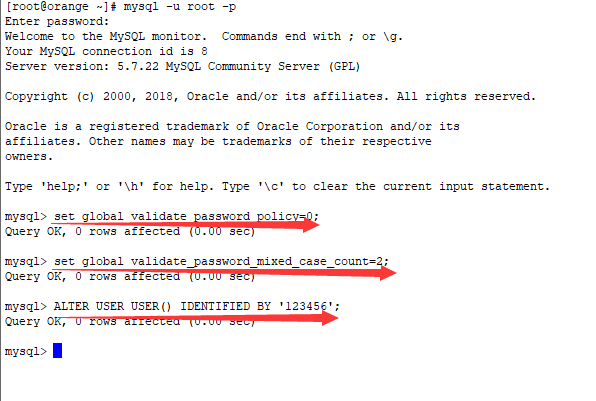 [root@orange ~]# mysql -u root -p
Enter password:
Welcome to the MySQL monitor.  Commands end with ; or \g.
Your MySQL connection id is 8
Server version: 5.7.22 MySQL Community Server (GPL)
Copyright (c) 2000, 2018, Oracle and/or its affiliates. All rights reserved.
Oracle is a registered trademark of Oracle Corporation and/or its
affiliates. Other names may be trademarks of their respective
owners.
Type 'help;' or '\h' for help. Type '\c' to clear the current input statement.
mysql> set global validate_password_policy=0;
Query OK, 0 rows affected (0.00 sec)
mysql> set global validate_password_mixed_case_count=2;
Query OK, 0 rows affected (0.00 sec)
mysql> ALTER USER USER() IDENTIFIED BY '123456';
Query OK, 0 rows affected (0.00 sec)
mysql>